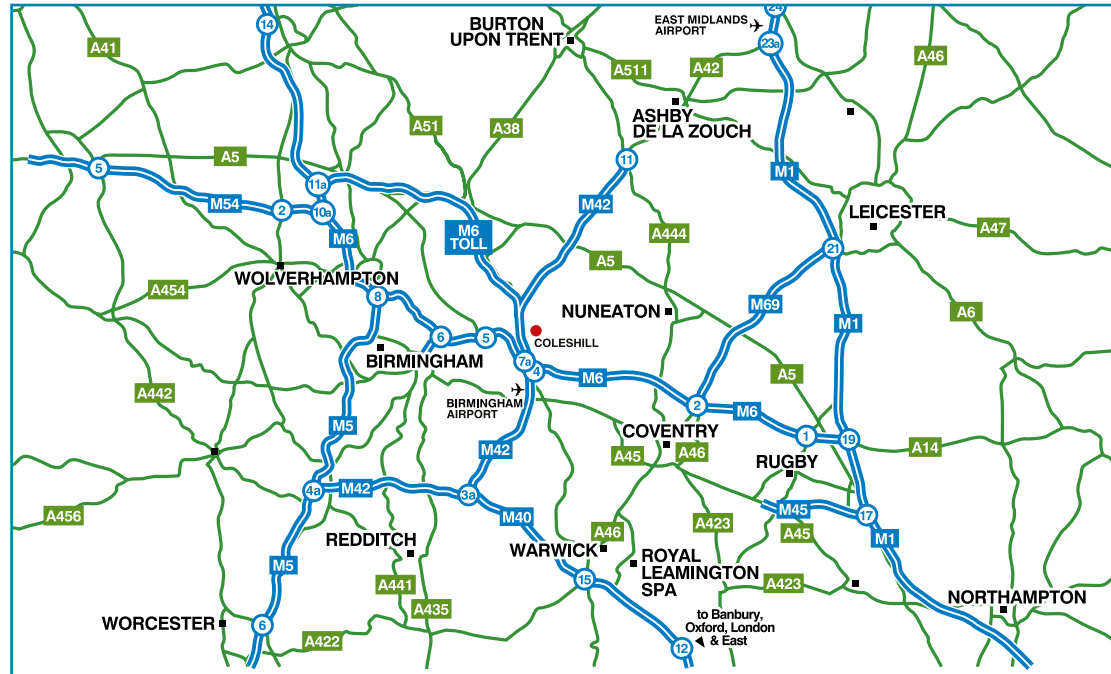 24
14
BURTON
UPON TRENT
EAST MIDLANDS
AIRPORT
23a
A41
A46
A511
A42
ASHBY
DE LA ZOUCH
A51
A38
A5
11
5
11a
M1
M54
2
10a
M42
M6
M6
TOLL
A444
LEICESTER
A47
21
A5
WOLVERHAMPTON
A454
8
M69
NUNEATON
A6
M1
6
5
COLESHILL
BIRMINGHAM
7a
4
M6
A5
A442
BIRMINGHAM
AIRPORT
2
M6
M5
COVENTRY
1
19
A14
M42
A45
A46
RUGBY
4a
M42
3a
A456
M40
M45
17
A423
A45
M1
REDDITCH
A46
WARWICK
M5
ROYAL
LEAMINGTON
SPA
15
A441
A423
NORTHAMPTON
A435
WORCESTER
6
A422
to Banbury,
Oxford, London
& East
12